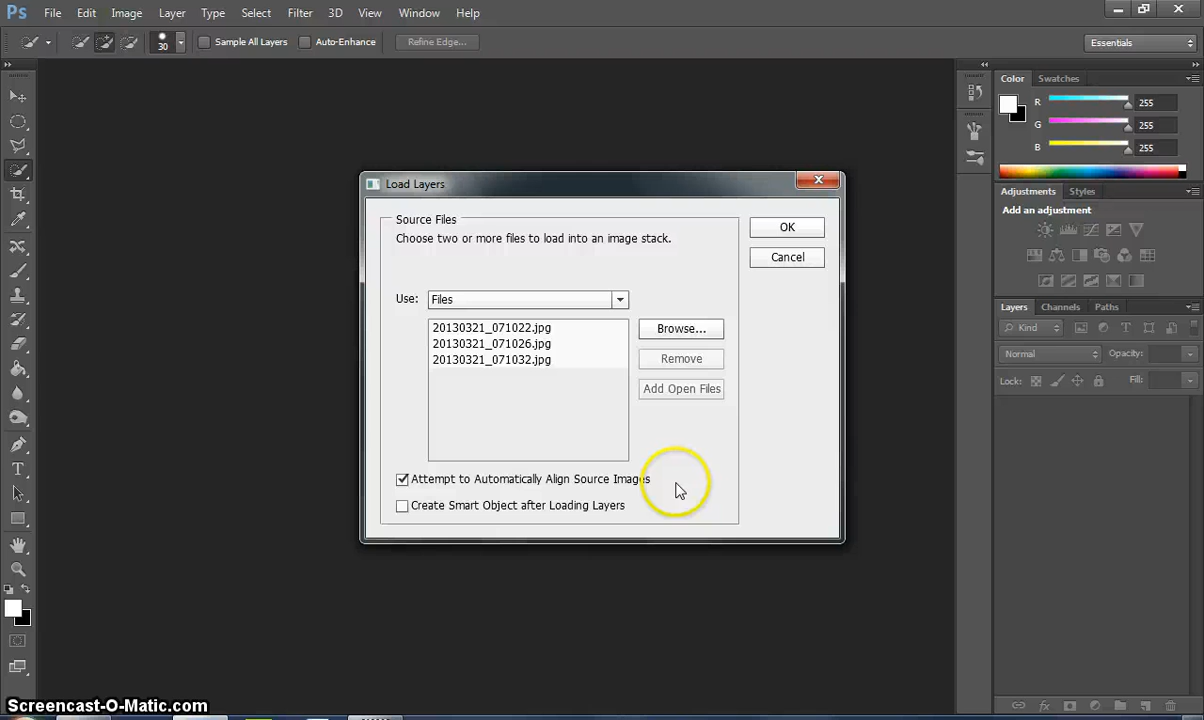 Ps File Edit Image Layer Type Select Filter 3D View Window Help
30 Sample All Layers Auto-Enhance Refine Edge... Essentials
Color Swatches
R 255
G 255
B 255
Load Layers
Adjustments Styles
Add an adjustment
Source Files
Choose two or more files to load into an image stack.
OK
Cancel
Use: Files
20130321_071022.jpg
20130321_071026.jpg
20130321_071032.jpg
Browse...
Remove
Add Open Files
Attempt to Automatically Align Source Images
Create Smart Object after Loading Layers
Layers Channels Paths
Kind
Normal Opacity:
Lock: Fill:
T
fx
Screencast-O-Matic.com